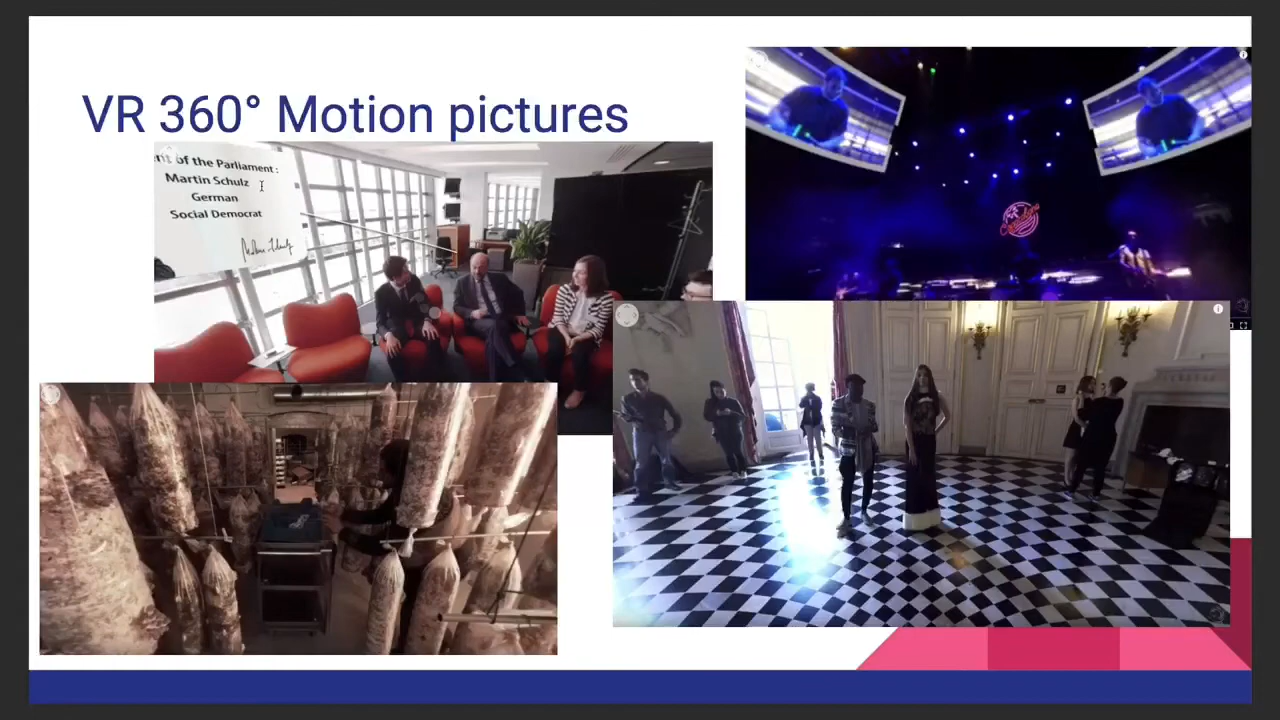 VR 360° Motion pictures
of the Parliament:
Martin Schulz
German
Social Democrat